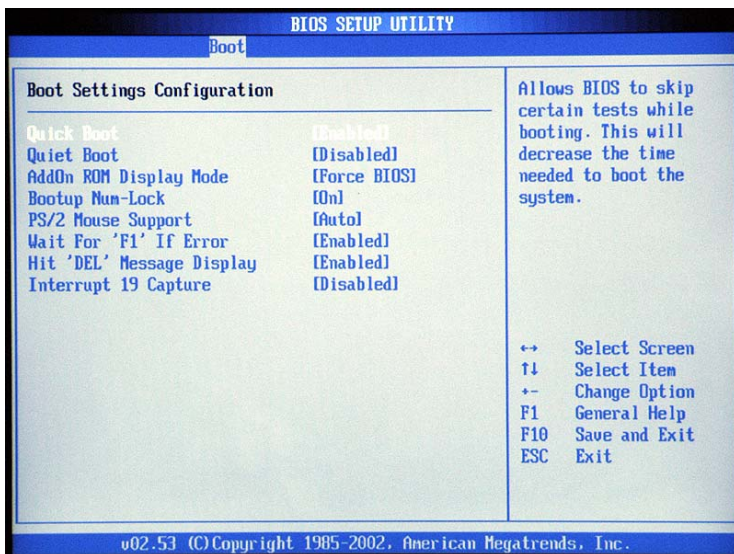 BIOS SETUP UTILITY
Boot
Boot Settings Configuration
Quick Boot [Enabled]
Quiet Boot [Disabled]
AddOn ROM Display Mode [Force BIOS]
Bootup Num-Lock [On]
PS/2 Mouse Support [Auto]
Wait For 'F1' If Error [Enabled]
Hit 'DEL' Message Display [Enabled]
Interrupt 19 Capture [Disabled]
Allows BIOS to skip
certain tests while
booting. This will
decrease the time
needed to boot the
system.
↔ Select Screen
↑↓ Select Item
+- Change Option
F1 General Help
F10 Save and Exit
ESC Exit
v02.53 (C)Copyright 1985-2002, American Megatrends, Inc.